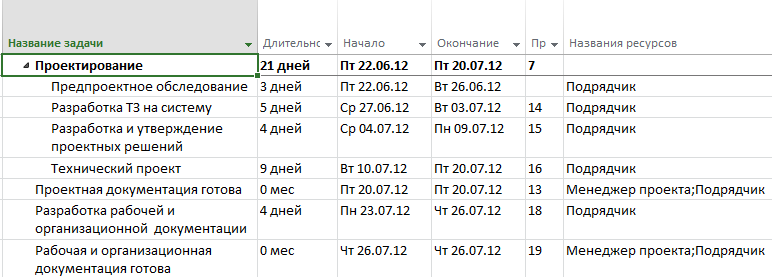 Название задачи Длительнс Начало Окончание Пр Названия ресурсов
Проектирование 21 дней Пт 22.06.12 Пт 20.07.12 7
Предпроектное обследование 3 дней Пт 22.06.12 Вт 26.06.12 Подрядчик
Разработка ТЗ на систему 5 дней Ср 27.06.12 Вт 03.07.12 14 Подрядчик
Разработка и утверждение 4 дней Ср 04.07.12 Пн 09.07.12 15 Подрядчик
проектных решений
Технический проект 9 дней Вт 10.07.12 Пт 20.07.12 16 Подрядчик
Проектная документация готова 0 мес Пт 20.07.12 Пт 20.07.12 13 Менеджер проекта;Подрядчик
Разработка рабочей и 4 дней Пн 23.07.12 Чт 26.07.12 18 Подрядчик
организационной документации
Рабочая и организационная 0 мес Чт 26.07.12 Чт 26.07.12 19 Менеджер проекта;Подрядчик
документация готова